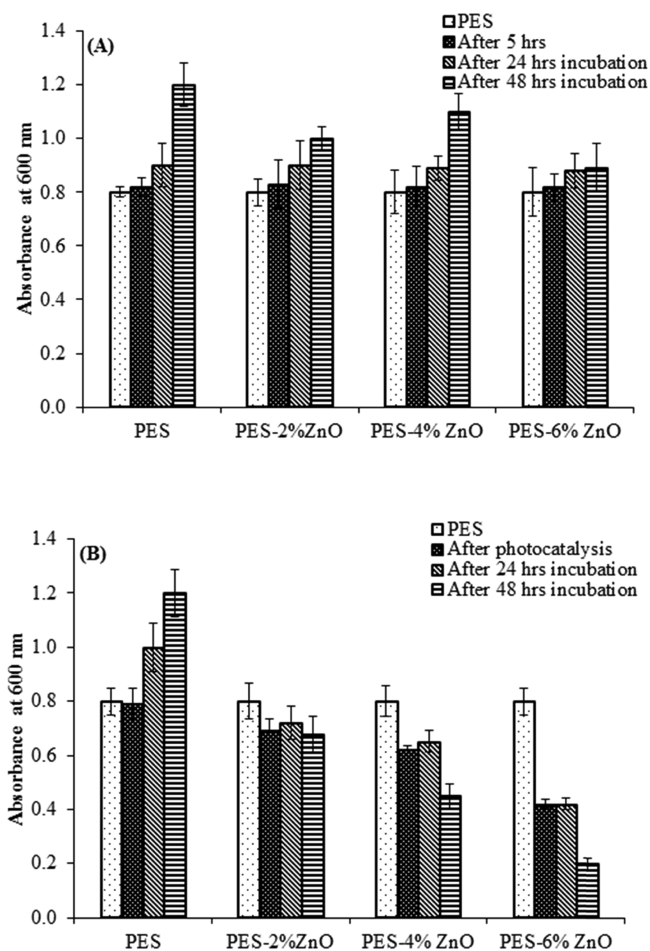 (A)
PES
After 5 hrs
After 24 hrs incubation
After 48 hrs incubation
Absorbance at 600 nm
1.4
1.2
1.0
0.8
0.6
0.4
0.2
0.0
PES
PES-2%ZnO
PES-4% ZnO
PES-6% ZnO
(B)
PES
After photocatalysis
After 24 hrs incubation
After 48 hrs incubation
Absorbance at 600 nm
1.4
1.2
1.0
0.8
0.6
0.4
0.2
0.0
PES
PES-2%ZnO
PES-4% ZnO
PES-6% ZnO